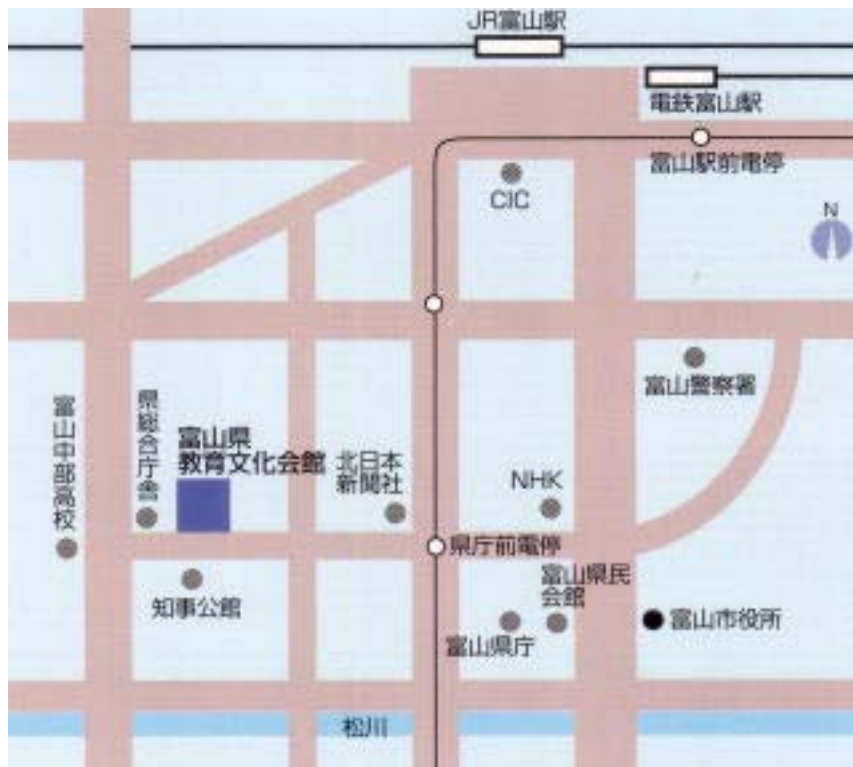 JR富山駅
電鉄富山駅
富山駅前電停
CIC
N
富山警察署
富山中部高校
県総合庁舎
富山県
教育文化会館
北日本
新聞社
NHK
県庁前電停
知事公館
富山県民
会館
富山県庁
富山市役所
松川